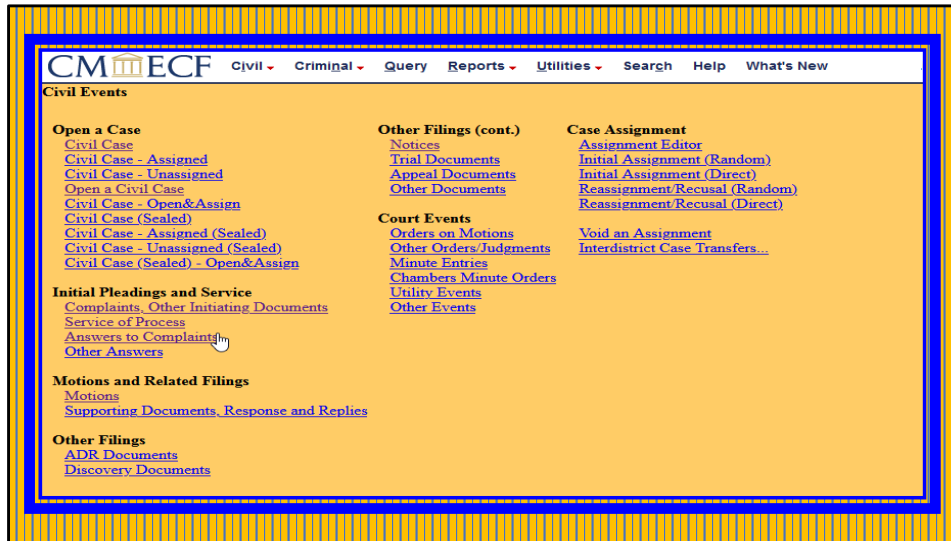 CM ECF Civil Criminal Query Reports Utilities Search Help What's New
Civil Events
Open a Case
Civil Case
Civil Case - Assigned
Civil Case - Unassigned
Open a Civil Case
Civil Case - Open&Assign
Civil Case (Sealed)
Civil Case - Assigned (Sealed)
Civil Case - Unassigned (Sealed)
Civil Case (Sealed) - Open&Assign
Initial Pleadings and Service
Complaints, Other Initiating Documents
Service of Process
Answers to Complaints
Other Answers
Motions and Related Filings
Motions
Supporting Documents, Response and Replies
Other Filings
ADR Documents
Discovery Documents
Other Filings (cont.)
Notices
Trial Documents
Appeal Documents
Other Documents
Court Events
Orders on Motions
Other Orders/Judgments
Minute Entries
Chambers Minute Orders
Utility Events
Other Events
Case Assignment
Assignment Editor
Initial Assignment (Random)
Initial Assignment (Direct)
Reassignment/Recusal (Random)
Reassignment/Recusal (Direct)
Void an Assignment
Interdistrict Case Transfers...